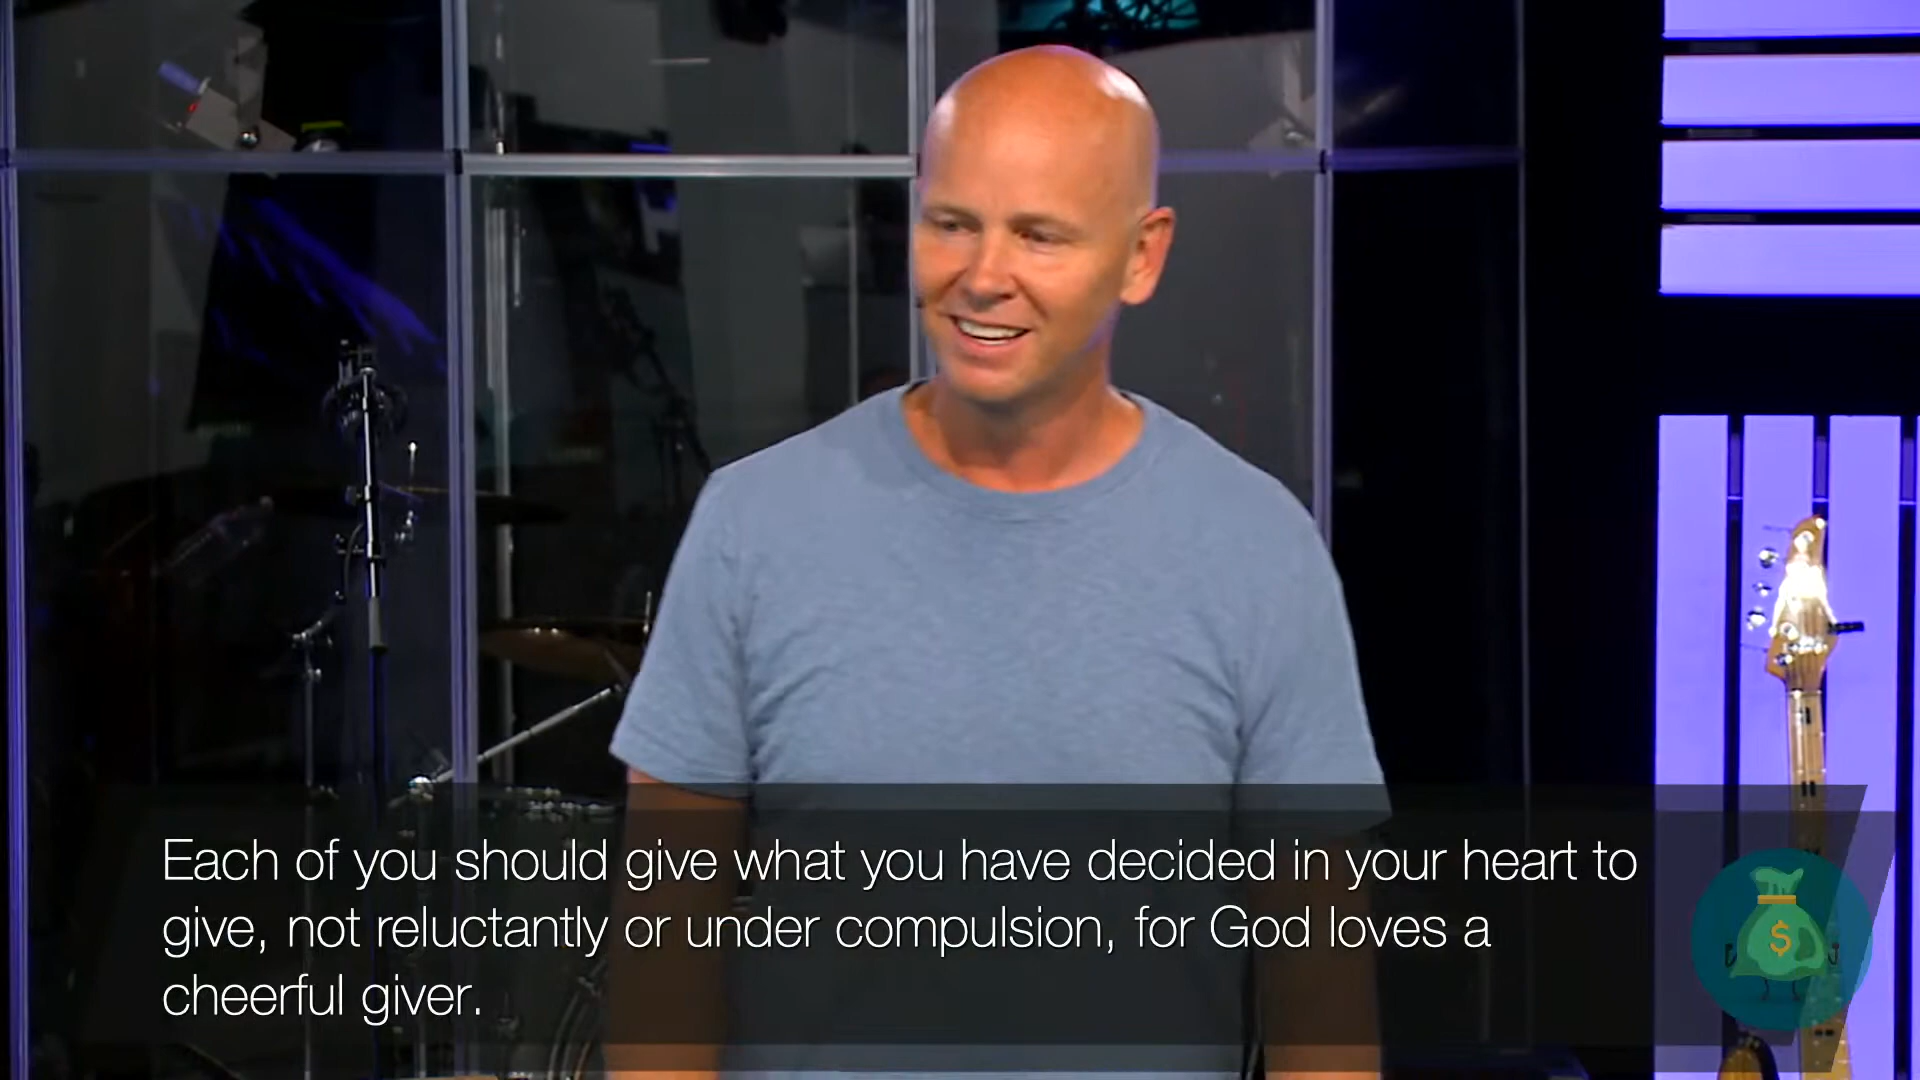 Each of you should give what you have decided in your heart to
give, not reluctantly or under compulsion, for God loves a
cheerful giver.
$